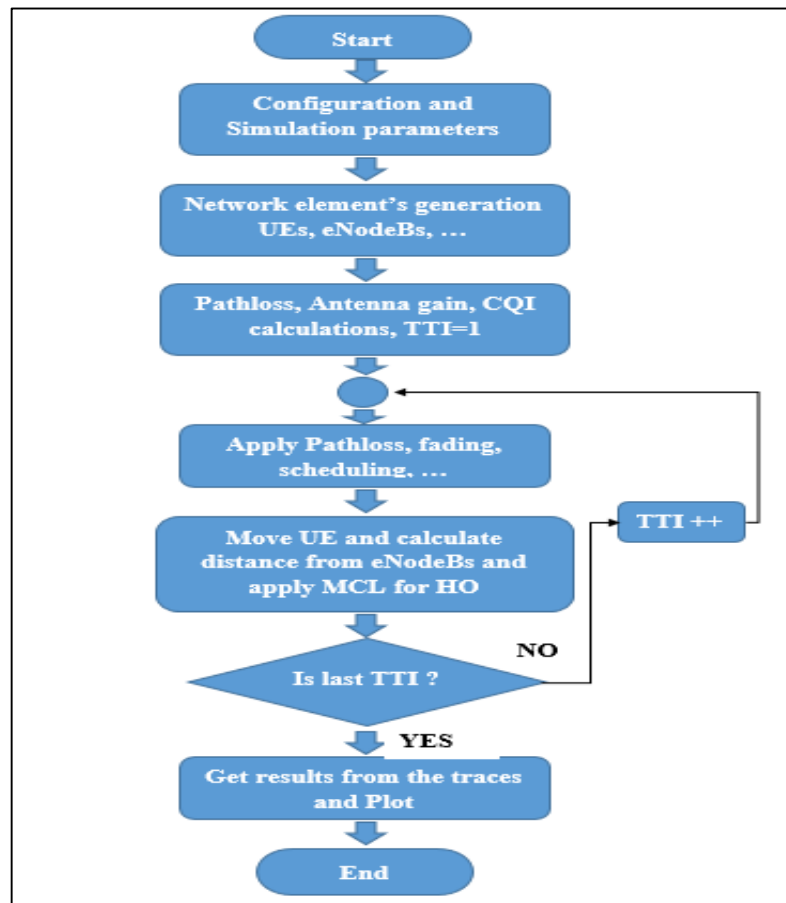 Start
Configuration and
Simulation parameters
Network element's generation
UEs, eNodeBs, ...
Pathloss, Antenna gain, CQI
calculations, TTI=1
Apply Pathloss, fading,
scheduling, ...
Move UE and calculate
distance from eNodeBs and
apply MCL for HO
TTI ++
NO
Is last TTI ?
YES
Get results from the traces
and Plot
End